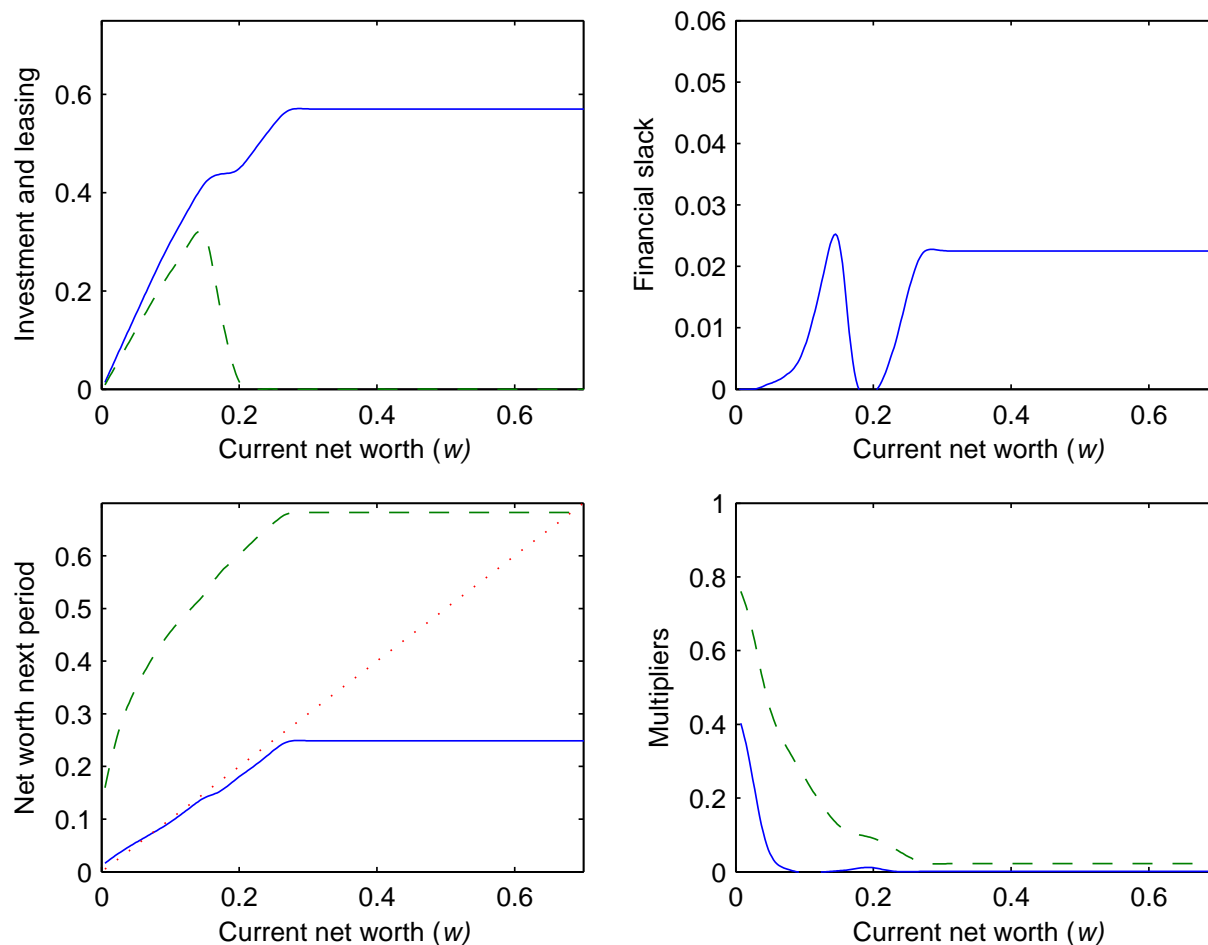 Investment and leasing
0.6
0.4
0.2
0
0 0.2 0.4 0.6
Current net worth (w)
Financial slack
0.06
0.05
0.04
0.03
0.02
0.01
0
0 0.2 0.4 0.6
Current net worth (w)
Net worth next period
0.6
0.5
0.4
0.3
0.2
0.1
0
0 0.2 0.4 0.6
Current net worth (w)
Multipliers
1
0.8
0.6
0.4
0.2
0
0 0.2 0.4 0.6
Current net worth (w)